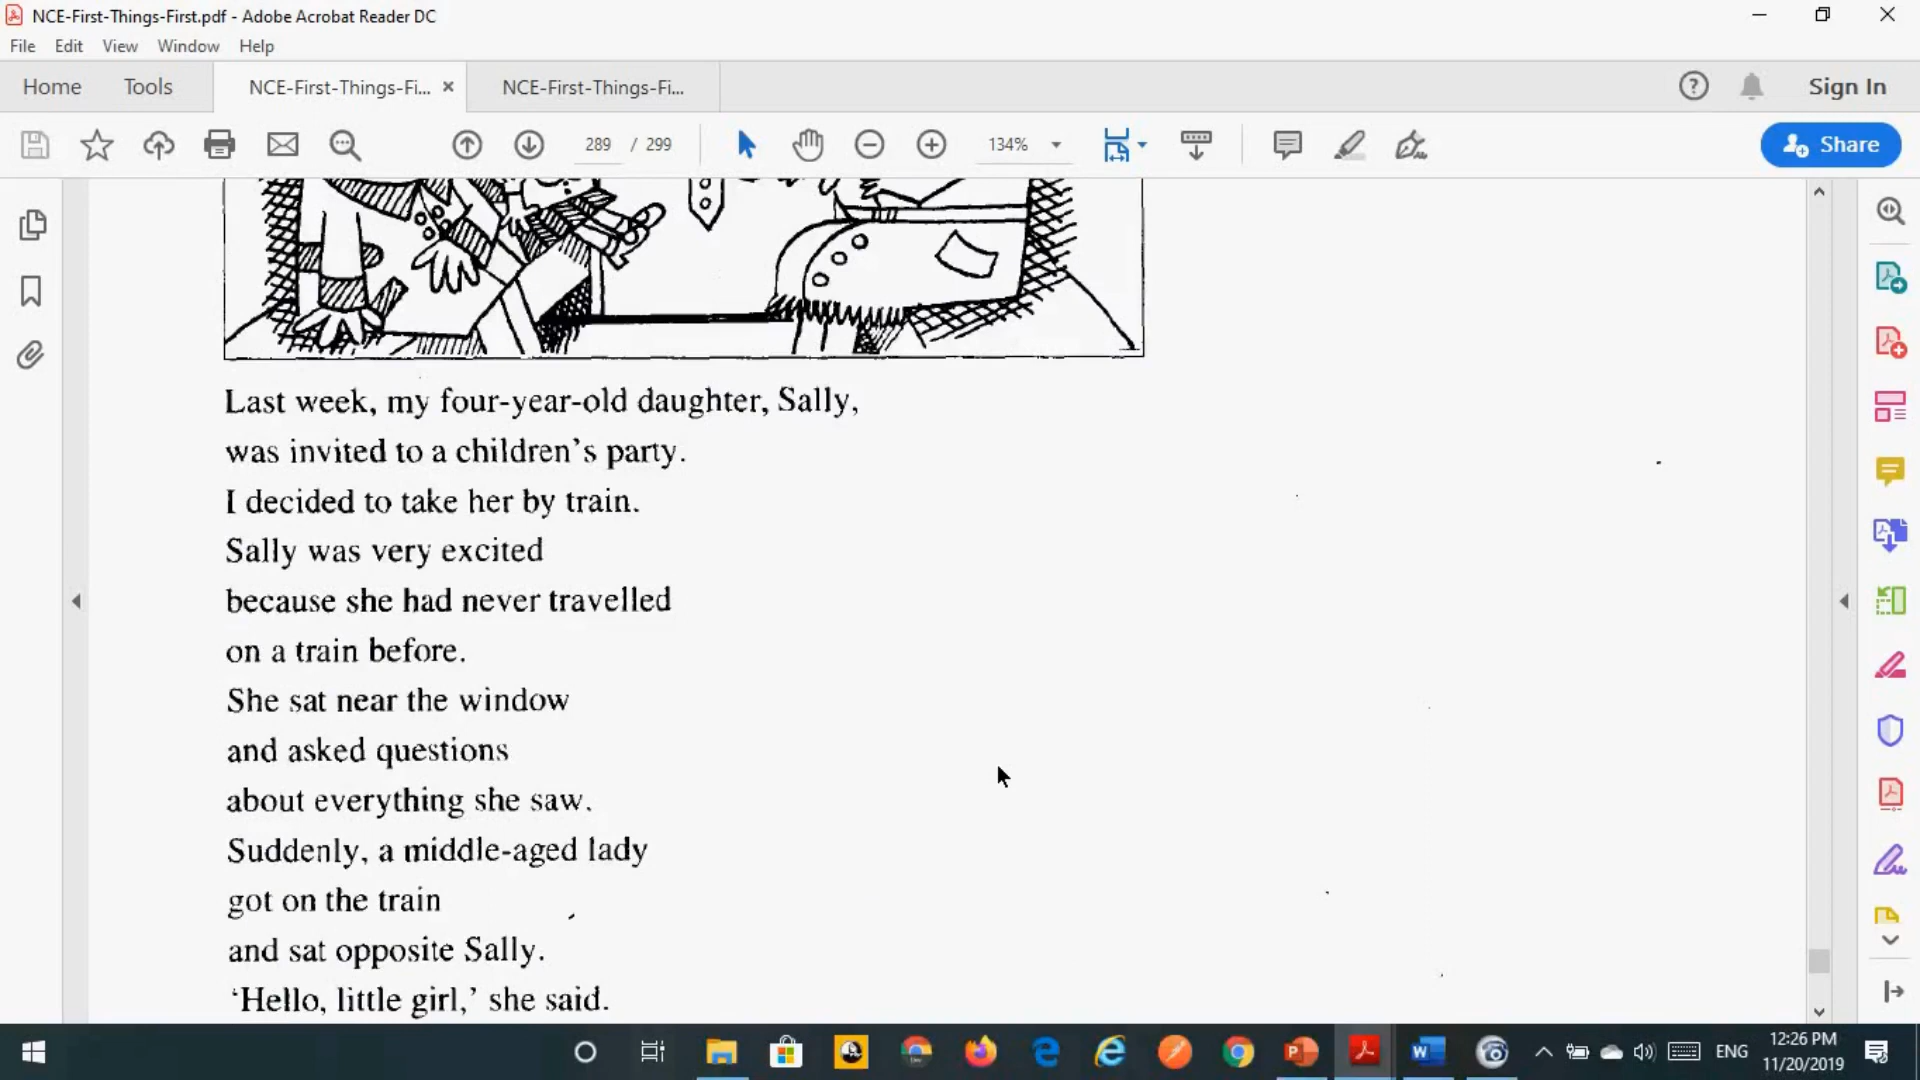 NCE-First-Things-First.pdf - Adobe Acrobat Reader DC
File Edit View Window Help
Home Tools NCE-First-Things-Fi... × NCE-First-Things-Fi... Sign In
289 / 299 134% Share
Last week, my four-year-old daughter, Sally,
was invited to a children's party.
I decided to take her by train.
Sally was very excited
because she had never travelled
on a train before.
She sat near the window
and asked questions
about everything she saw.
Suddenly, a middle-aged lady
got on the train
and sat opposite Sally.
‘Hello, little girl,’ she said.
ENG 12:26 PM
11/20/2019